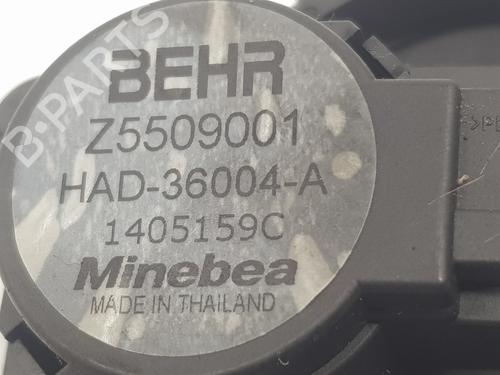 BEHR
Z5509001
HAD-36004-A
1405159C
Minebea
MADE IN THAILAND
B-PARTS